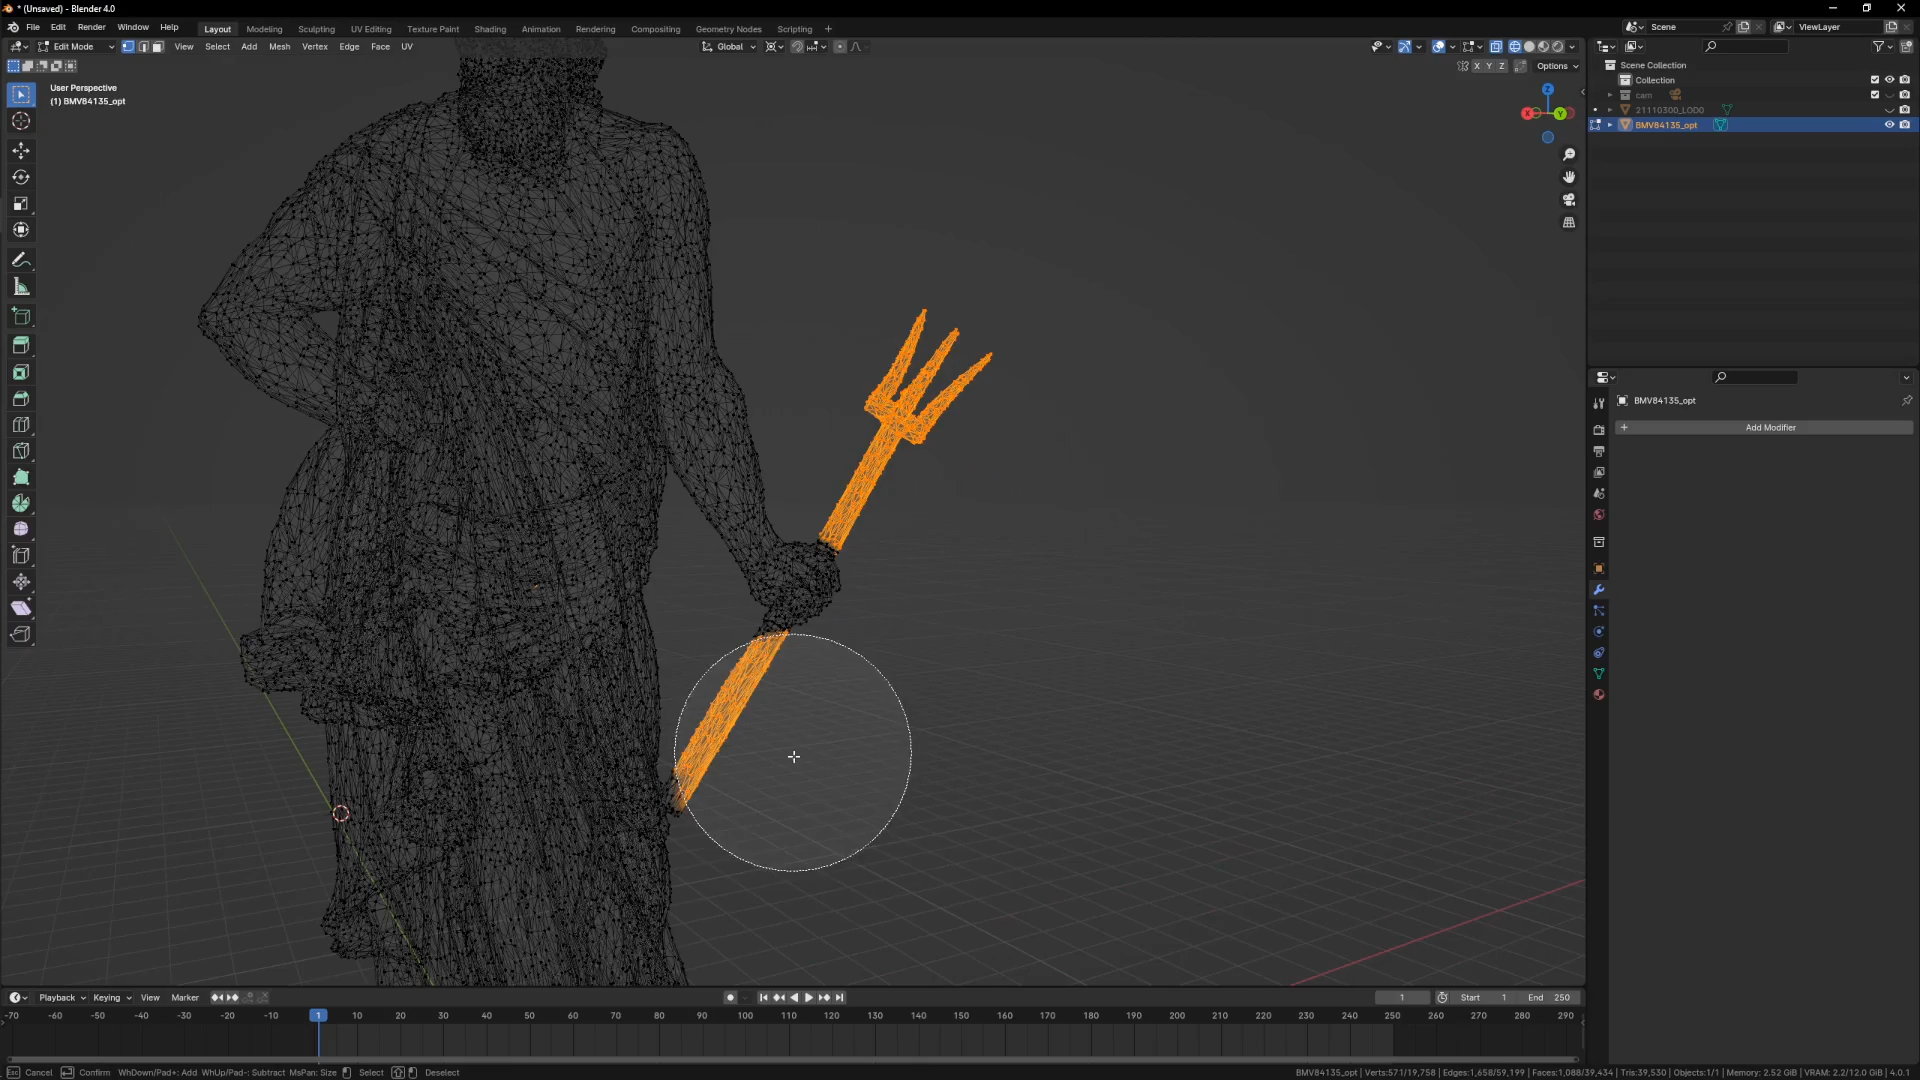 * (Unsaved) - Blender 4.0
File Edit Render Window Help
Layout Modeling Sculpting UV Editing Texture Paint Shading Animation Rendering Compositing Geometry Nodes Scripting +
Scene
ViewLayer
Edit Mode View Select Add Mesh Vertex Edge Face UV
Global
X Y Z Options
User Perspective
(1) BMV84135_opt
Z
X Y
Scene Collection
Collection
cam
21110300_LOD0
BMV84135_opt
BMV84135_opt
+ Add Modifier
Playback Keying View Marker
1 Start 1 End 250
-70 -60 -50 -40 -30 -20 -10 1 10 20 30 40 50 60 70 80 90 100 110 120 130 140 150 160 170 180 190 200 210 220 230 240 250 260 270 280 290
Esc Cancel Confirm WhDown/Pad+: Add WhUp/Pad-: Subtract MsPan: Size Select Deselect
BMV84135_opt | Verts:571/19,758 | Edges:1,658/59,199 | Faces:1,088/39,434 | Tris:39,530 | Objects:1/1 | Memory: 2.52 GiB | VRAM: 2.2/12.0 GiB | 4.0.1